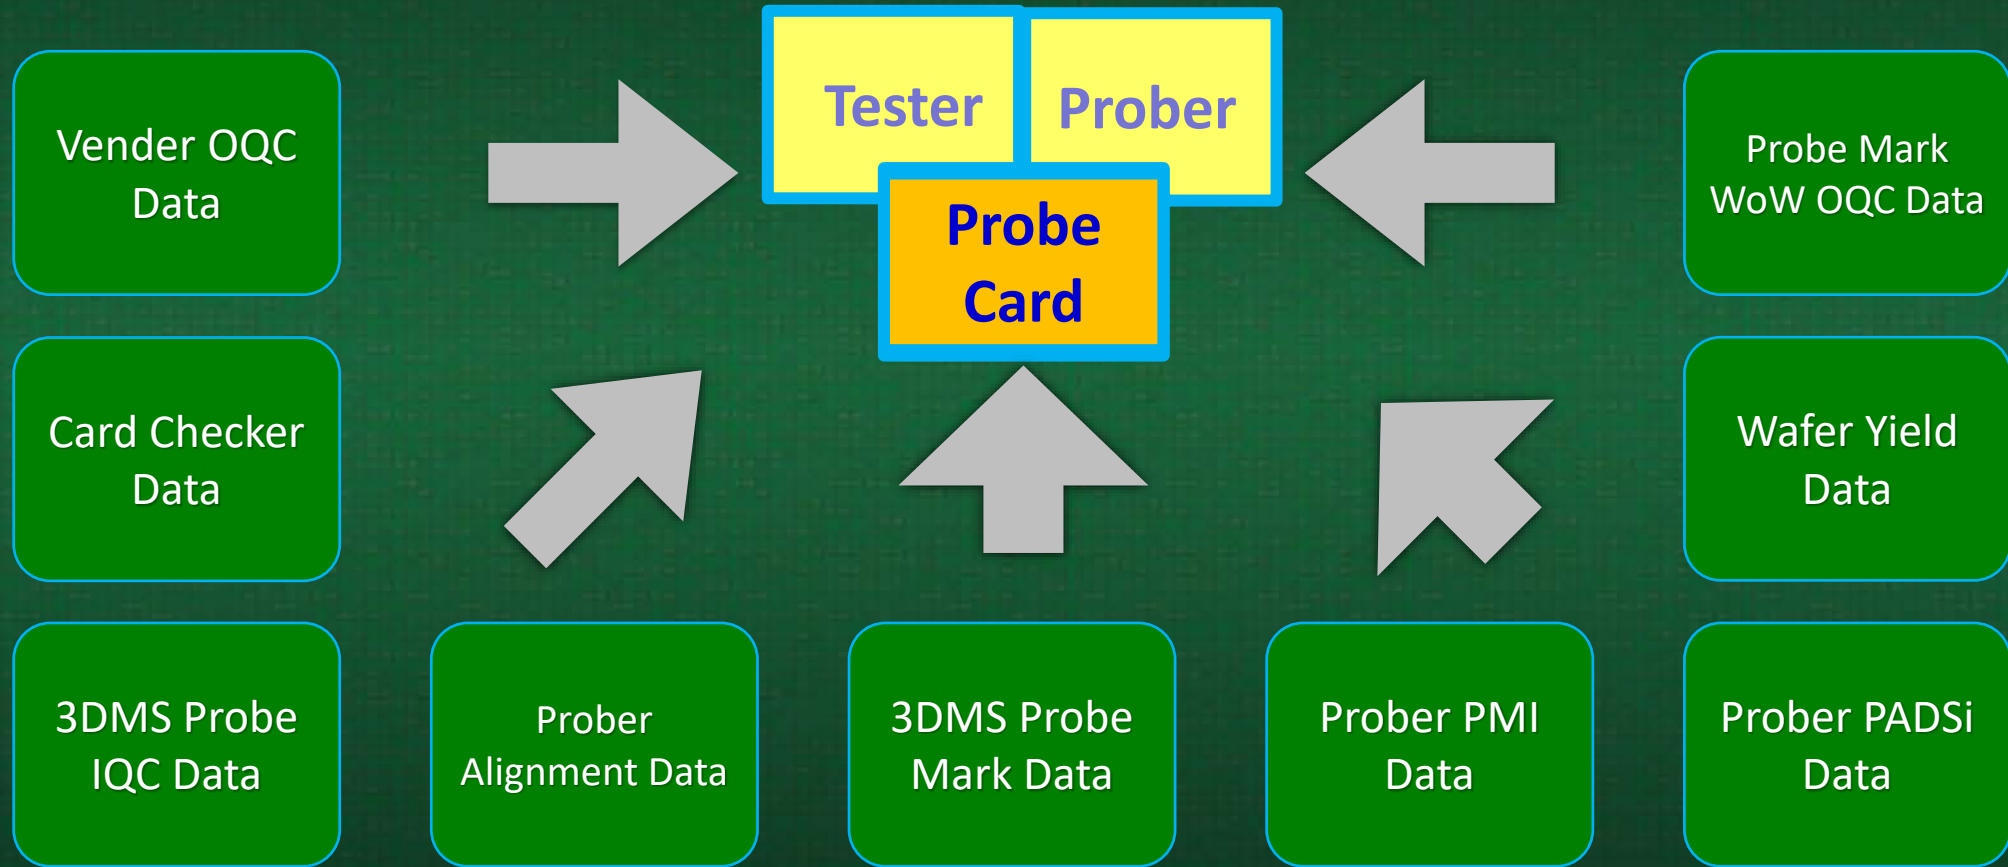 Tester
Prober
Probe
Card
Vender OQC
Data
Probe Mark
WoW OQC Data
Card Checker
Data
Wafer Yield
Data
3DMS Probe
IQC Data
Prober
Alignment Data
3DMS Probe
Mark Data
Prober PMI
Data
Prober PADSi
Data